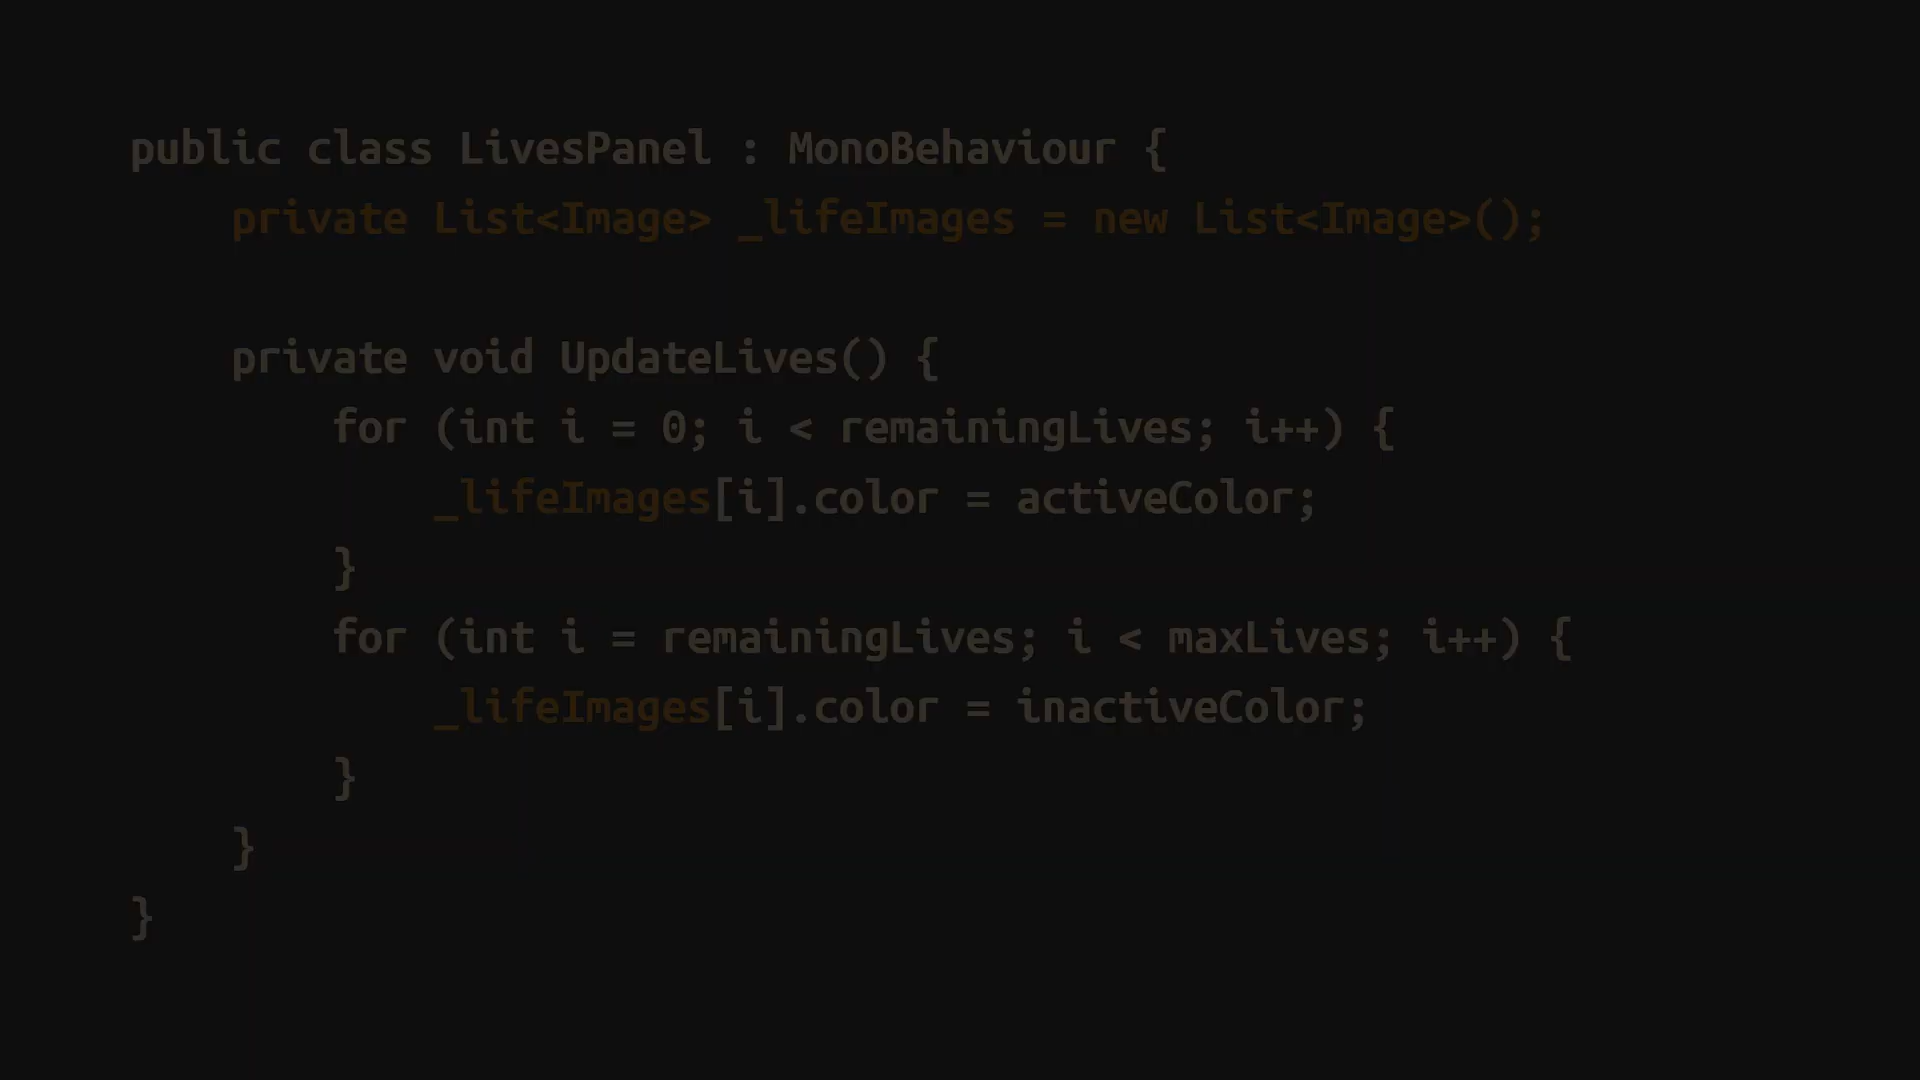 public class LivesPanel : MonoBehaviour {
    private List<Image> _lifeImages = new List<Image>();
    private void UpdateLives() {
        for (int i = 0; i < remainingLives; i++) {
            _lifeImages[i].color = activeColor;
        }
        for (int i = remainingLives; i < maxLives; i++) {
            _lifeImages[i].color = inactiveColor;
        }
    }
}